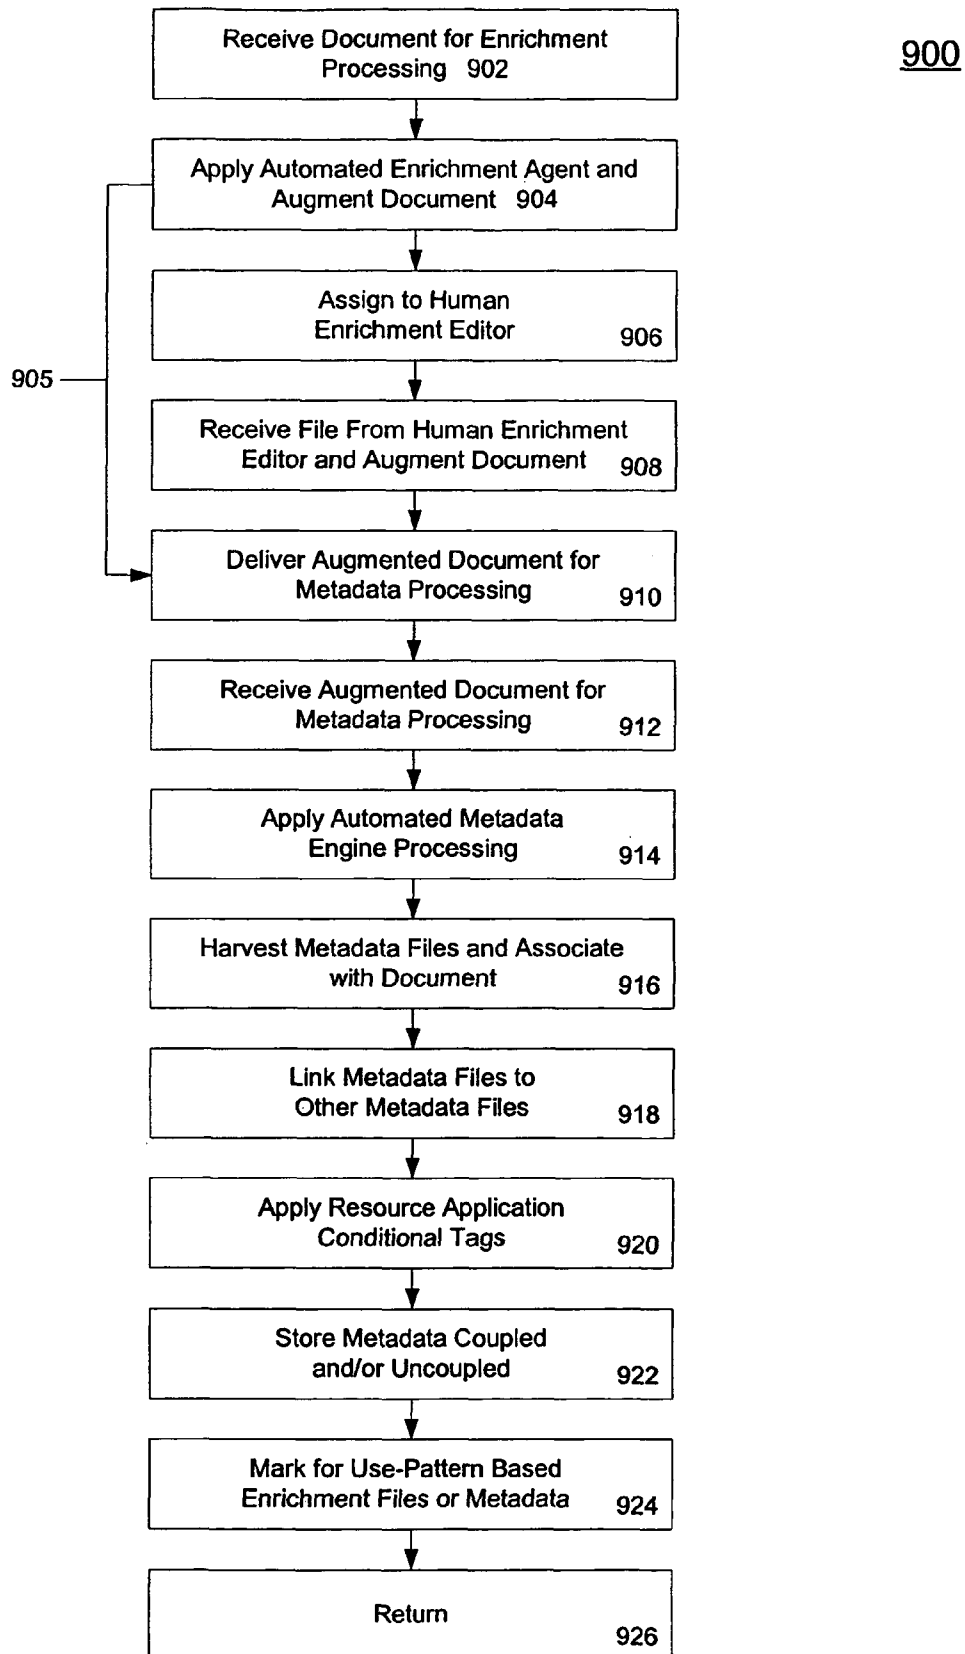 Receive Document for Enrichment
Processing 902
900
Apply Automated Enrichment Agent and
Augment Document 904
Assign to Human
Enrichment Editor
906
905
Receive File From Human Enrichment
Editor and Augment Document
908
Deliver Augmented Document for
Metadata Processing
910
Receive Augmented Document for
Metadata Processing
912
Apply Automated Metadata
Engine Processing
914
Harvest Metadata Files and Associate
with Document
916
Link Metadata Files to
Other Metadata Files
918
Apply Resource Application
Conditional Tags
920
Store Metadata Coupled
and/or Uncoupled
922
Mark for Use-Pattern Based
Enrichment Files or Metadata
924
Return
926